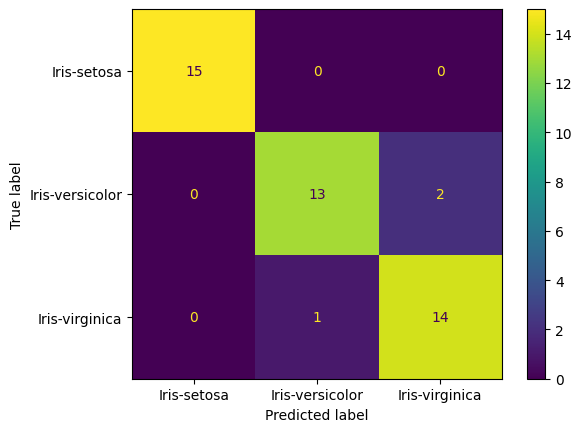 True label
Iris-setosa 15 0 0
Iris-versicolor 0 13 2
Iris-virginica 0 1 14
Iris-setosa Iris-versicolor Iris-virginica
Predicted label
14
12
10
8
6
4
2
0